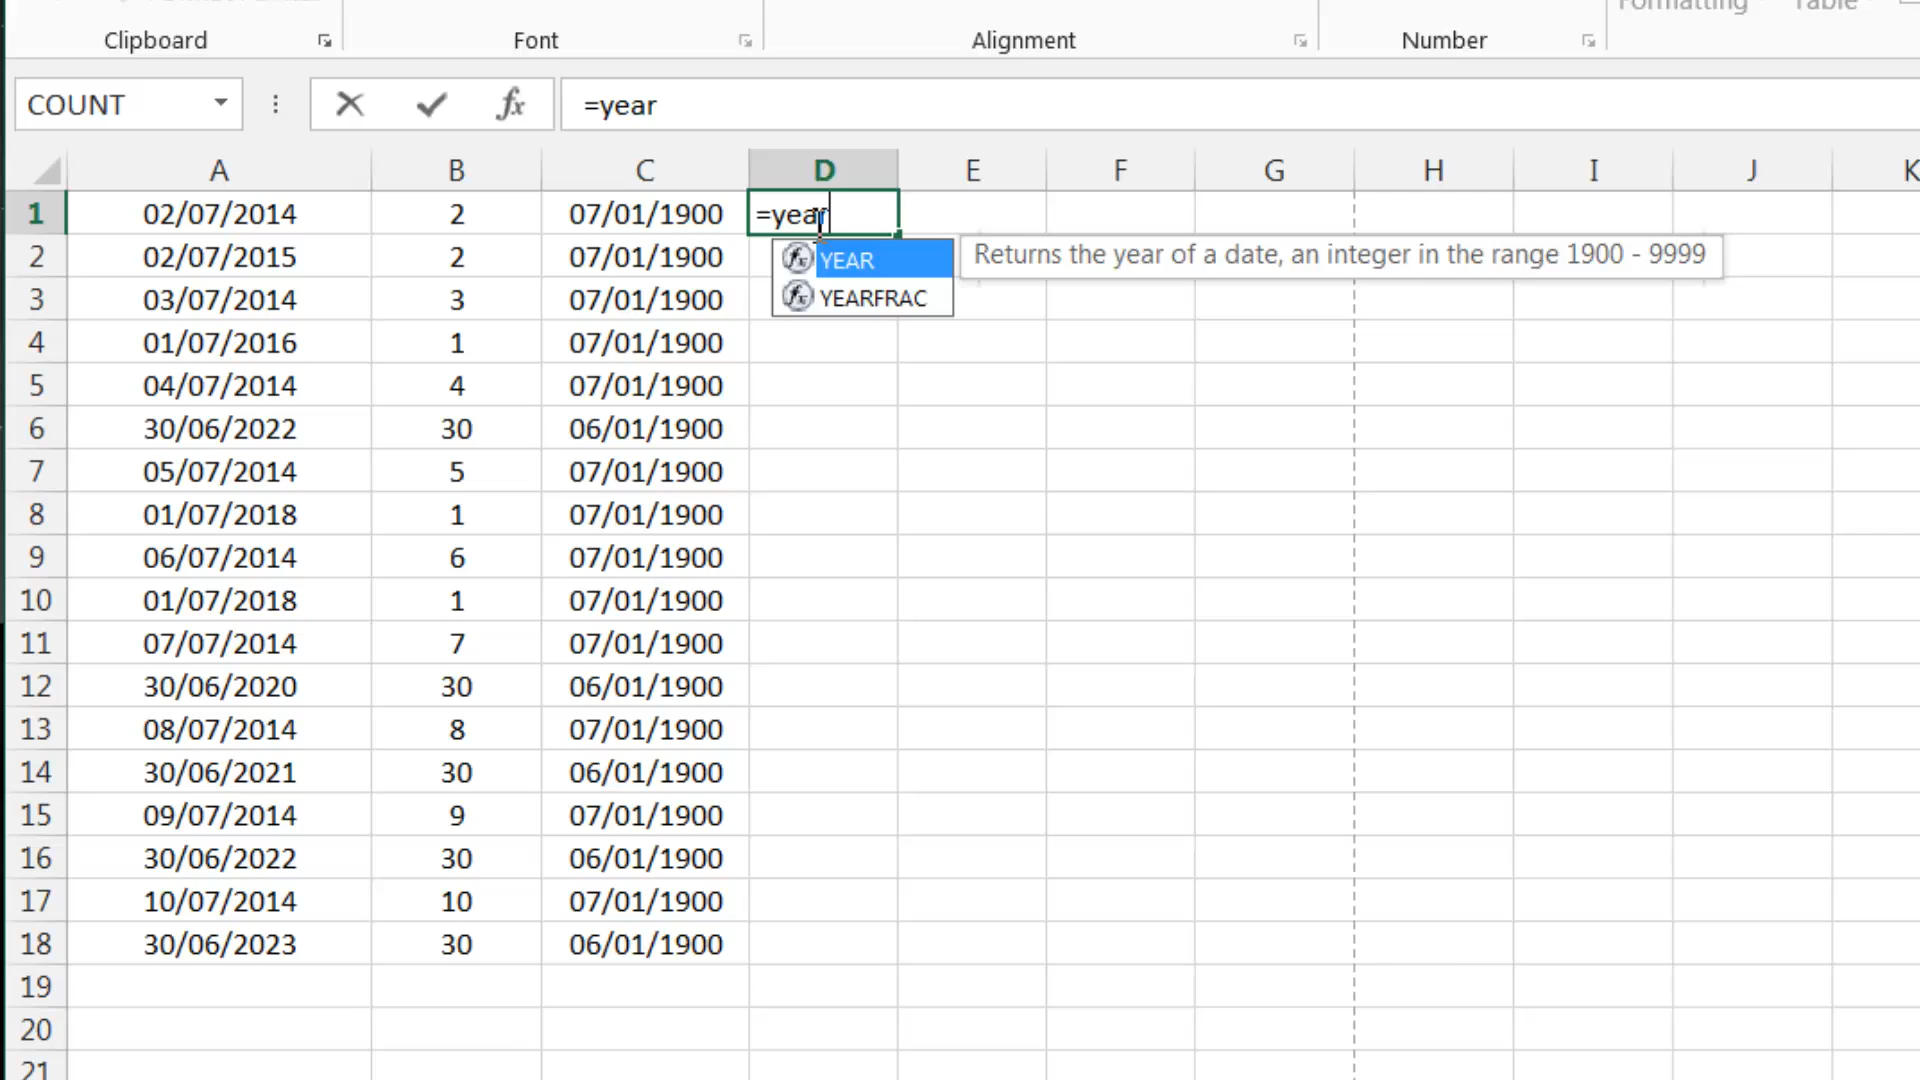 Formatting Table
Clipboard Font Alignment Number
COUNT fx =year
A B C D E F G H I J K
1 02/07/2014 2 07/01/1900 =year
2 02/07/2015 2 07/01/1900
YEAR Returns the year of a date, an integer in the range 1900 - 9999
3 03/07/2014 3 07/01/1900
YEARFRAC
4 01/07/2016 1 07/01/1900
5 04/07/2014 4 07/01/1900
6 30/06/2022 30 06/01/1900
7 05/07/2014 5 07/01/1900
8 01/07/2018 1 07/01/1900
9 06/07/2014 6 07/01/1900
10 01/07/2018 1 07/01/1900
11 07/07/2014 7 07/01/1900
12 30/06/2020 30 06/01/1900
13 08/07/2014 8 07/01/1900
14 30/06/2021 30 06/01/1900
15 09/07/2014 9 07/01/1900
16 30/06/2022 30 06/01/1900
17 10/07/2014 10 07/01/1900
18 30/06/2023 30 06/01/1900
19
20
21